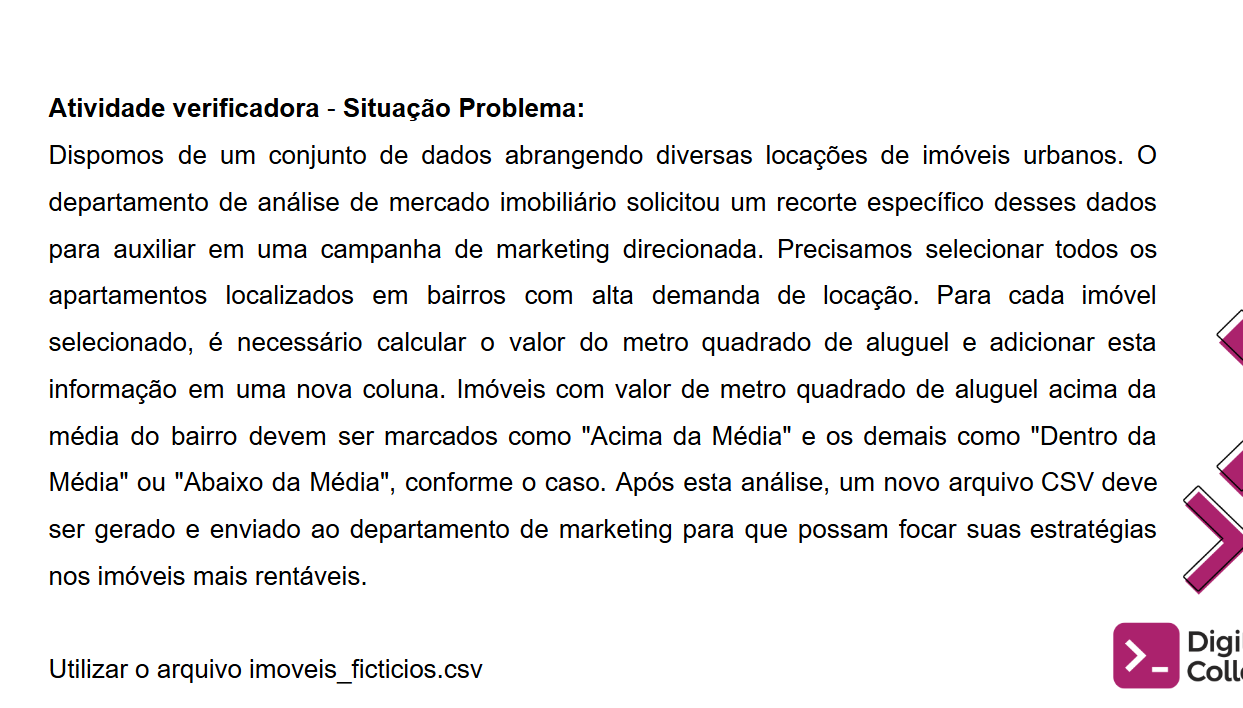 Atividade verificadora - Situação Problema:
Dispomos de um conjunto de dados abrangendo diversas locações de imóveis urbanos. O
departamento de análise de mercado imobiliário solicitou um recorte específico desses dados
para auxiliar em uma campanha de marketing direcionada. Precisamos selecionar todos os
apartamentos localizados em bairros com alta demanda de locação. Para cada imóvel
selecionado, é necessário calcular o valor do metro quadrado de aluguel e adicionar esta
informação em uma nova coluna. Imóveis com valor de metro quadrado de aluguel acima da
média do bairro devem ser marcados como "Acima da Média" e os demais como "Dentro da
Média" ou "Abaixo da Média", conforme o caso. Após esta análise, um novo arquivo CSV deve
ser gerado e enviado ao departamento de marketing para que possam focar suas estratégias
nos imóveis mais rentáveis.
Utilizar o arquivo imoveis_ficticios.csv